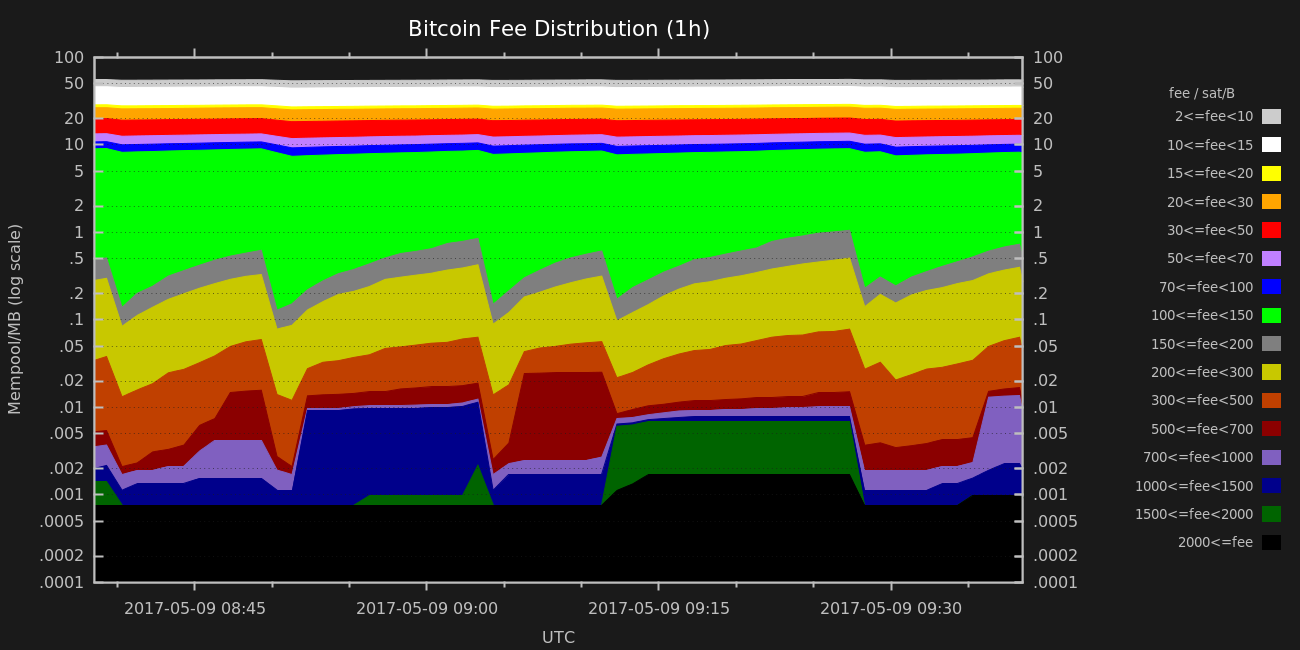 Bitcoin Fee Distribution (1h)
Mempool/MB (log scale)
100
50
20
10
5
2
1
.5
.2
.1
.05
.02
.01
.005
.002
.001
.0005
.0002
.0001
100
50
20
10
5
2
1
.5
.2
.1
.05
.02
.01
.005
.002
.001
.0005
.0002
.0001
2017-05-09 08:45
2017-05-09 09:00
2017-05-09 09:15
2017-05-09 09:30
UTC
fee / sat/B
2<=fee<10
10<=fee<15
15<=fee<20
20<=fee<30
30<=fee<50
50<=fee<70
70<=fee<100
100<=fee<150
150<=fee<200
200<=fee<300
300<=fee<500
500<=fee<700
700<=fee<1000
1000<=fee<1500
1500<=fee<2000
2000<=fee